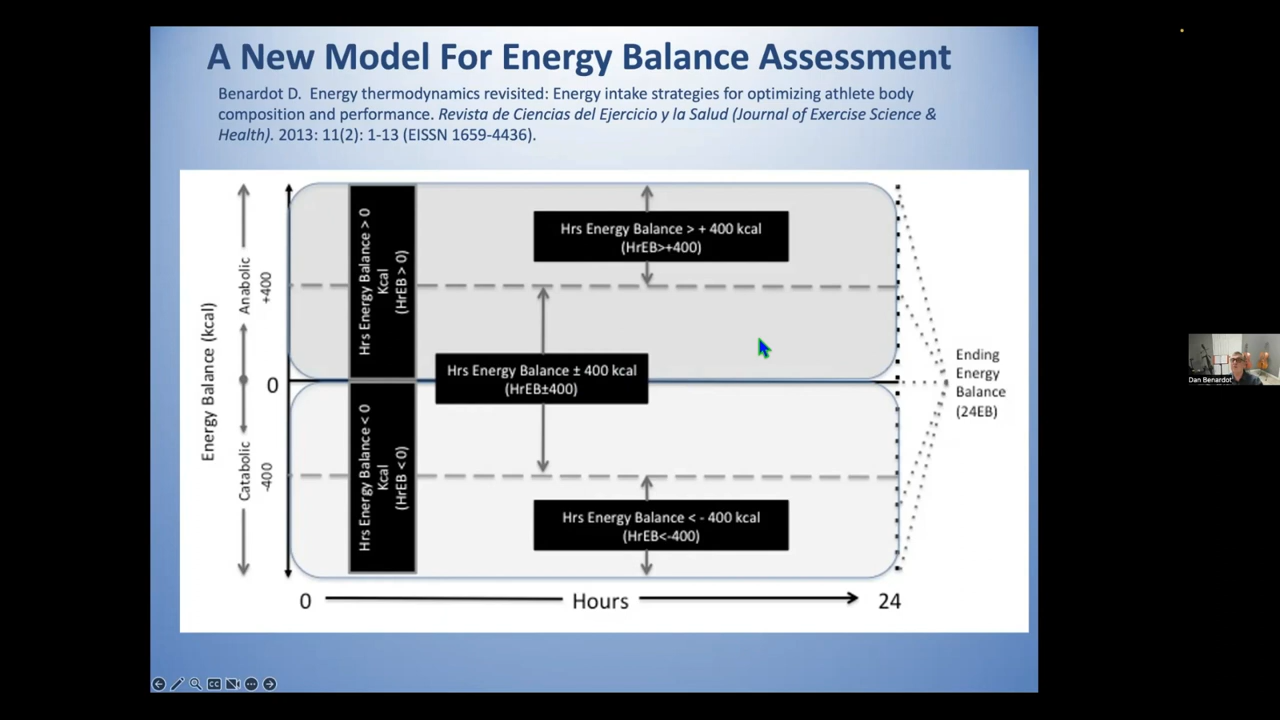 A New Model For Energy Balance Assessment
Benardot D. Energy thermodynamics revisited: Energy intake strategies for optimizing athlete body
composition and performance. Revista de Ciencias del Ejercicio y la Salud (Journal of Exercise Science &
Health). 2013: 11(2): 1-13 (EISSN 1659-4436).
Energy Balance (kcal)
Anabolic
Catabolic
+400
0
-400
Hrs Energy Balance > 0
Kcal
(HrEB > 0)
Hrs Energy Balance < 0
Kcal
(HrEB < 0)
Hrs Energy Balance > + 400 kcal
(HrEB>+400)
Hrs Energy Balance ± 400 kcal
(HrEB±400)
Hrs Energy Balance < - 400 kcal
(HrEB<-400)
Ending
Energy
Balance
(24EB)
0
Hours
24
CC
Dan Benardot